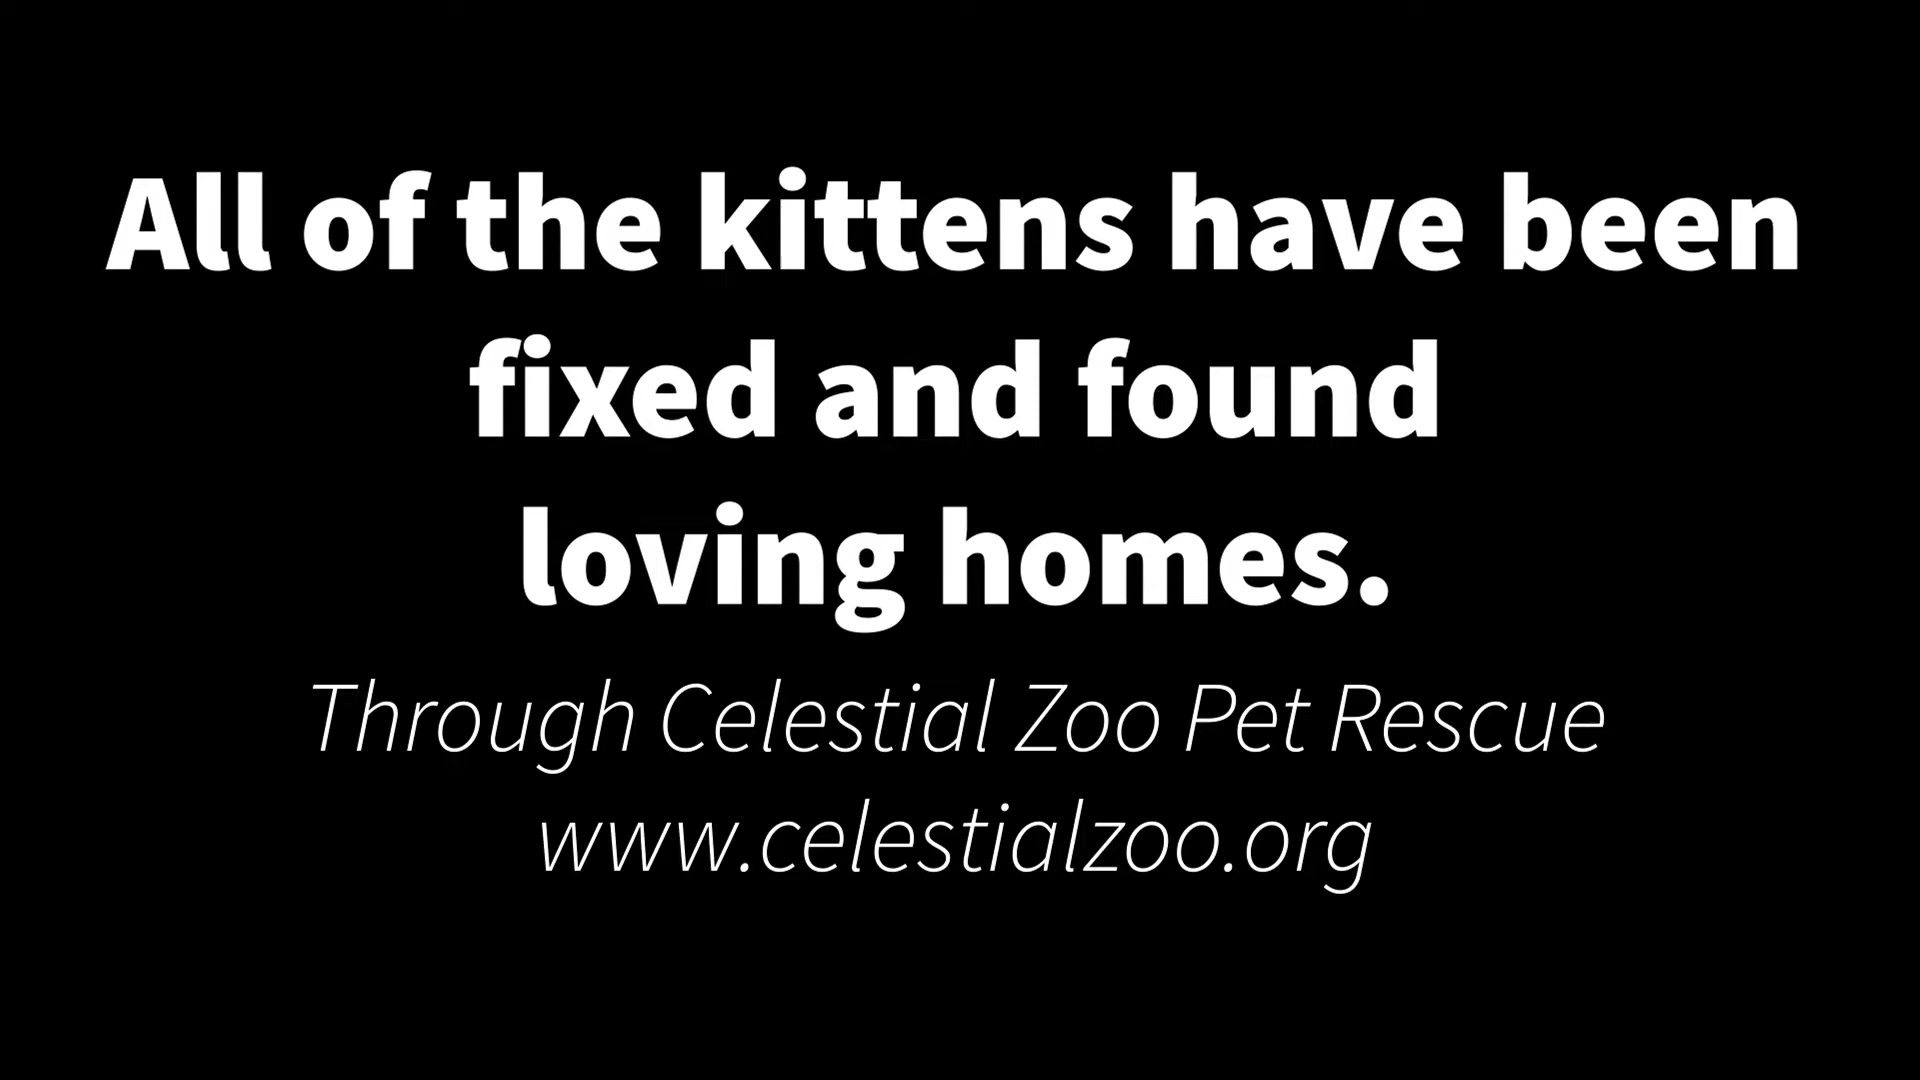 All of the kittens have been
fixed and found
loving homes.
Through Celestial Zoo Pet Rescue
www.celestialzoo.org